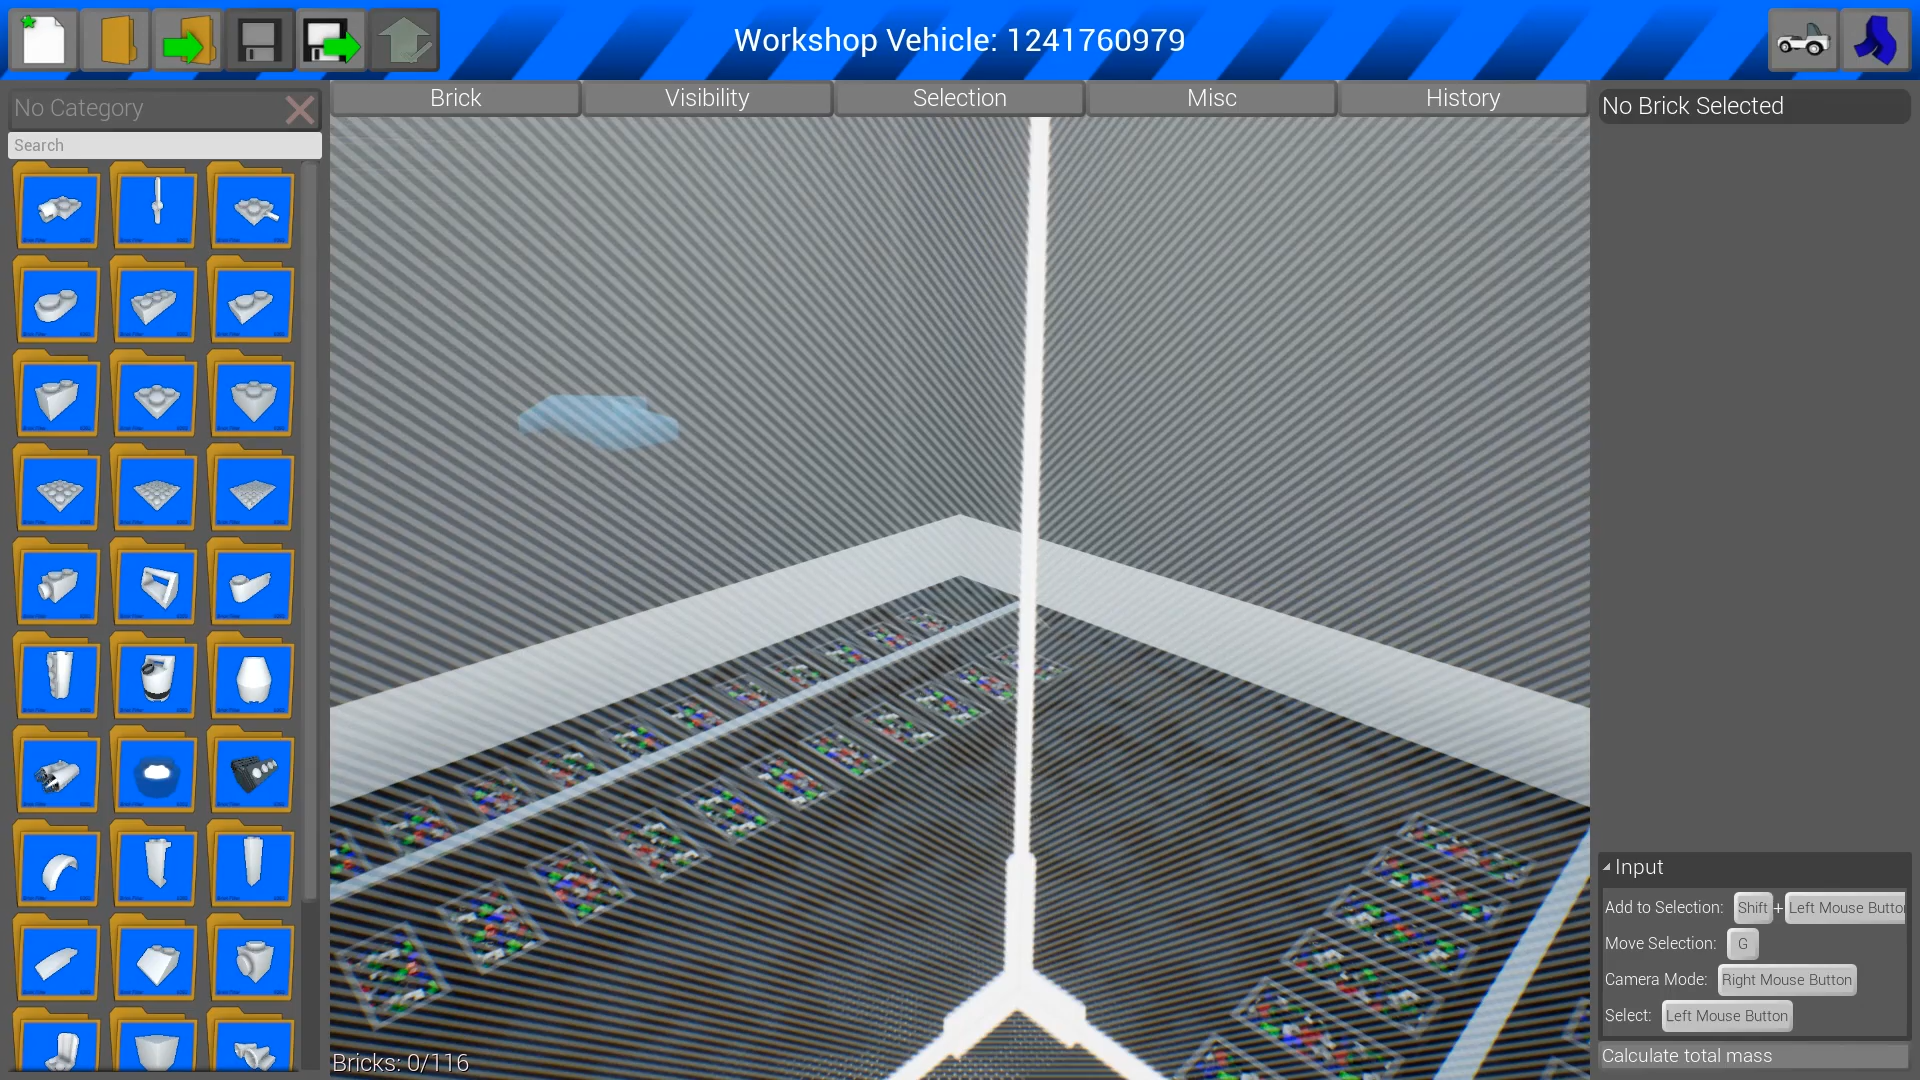 Workshop Vehicle: 1241760979
No Category
Search
Brick
Visibility
Selection
Misc
History
No Brick Selected
Input
Add to Selection: Shift + Left Mouse Butto
Move Selection: G
Camera Mode: Right Mouse Button
Select: Left Mouse Button
Calculate total mass
Bricks: 0/116